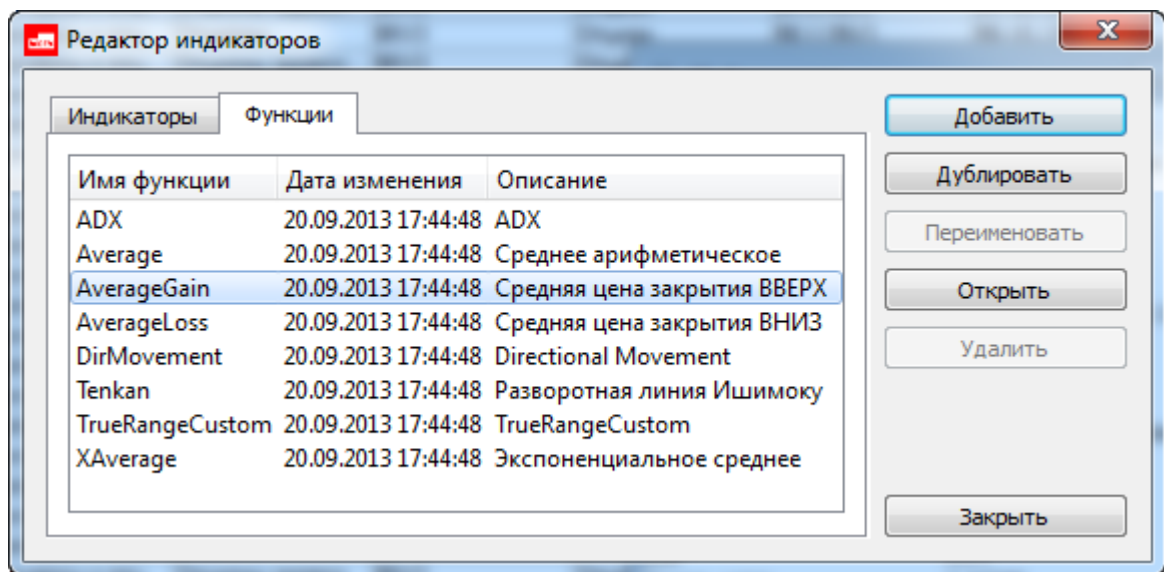 Редактор индикаторов
Индикаторы Функции
Имя функции Дата изменения Описание
ADX 20.09.2013 17:44:48 ADX
Average 20.09.2013 17:44:48 Среднее арифметическое
AverageGain 20.09.2013 17:44:48 Средняя цена закрытия ВВЕРХ
AverageLoss 20.09.2013 17:44:48 Средняя цена закрытия ВНИЗ
DirMovement 20.09.2013 17:44:48 Directional Movement
Tenkan 20.09.2013 17:44:48 Разворотная линия Ишимоку
TrueRangeCustom 20.09.2013 17:44:48 TrueRangeCustom
XAverage 20.09.2013 17:44:48 Экспоненциальное среднее
Добавить
Дублировать
Переименовать
Открыть
Удалить
Закрыть